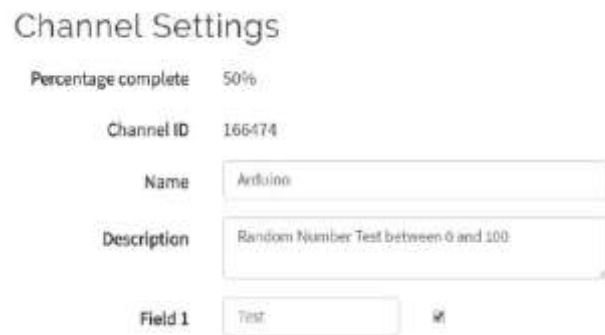 Channel Settings
Percentage complete 50%
Channel ID 166474
Name Arduino
Description Random Number Test between 0 and 100
Field 1 Test